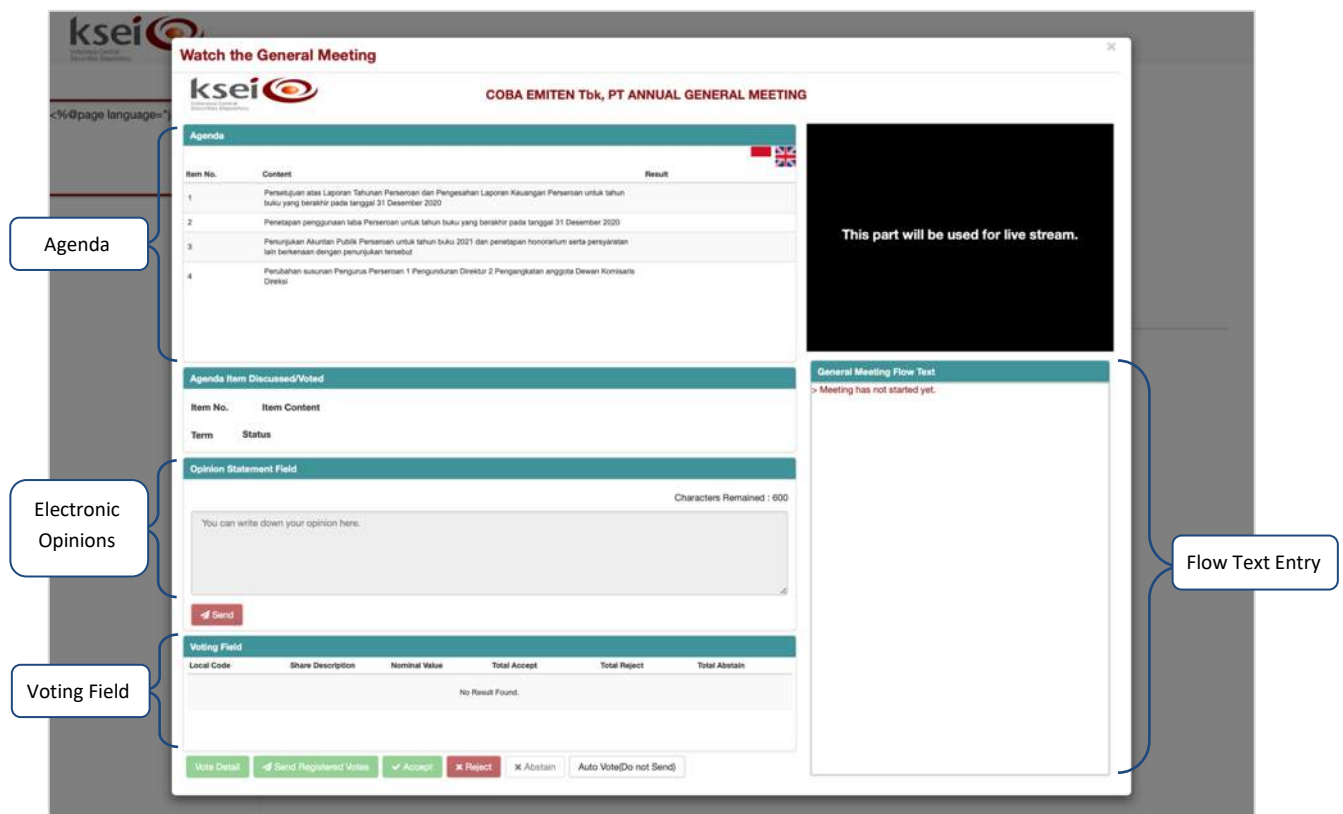 ksei
<%@page language="j
Watch the General Meeting
×
ksei
COBA EMITEN Tbk, PT ANNUAL GENERAL MEETING
Agenda
Agenda
Item No. Content Result
1 Persetujuan atas Laporan Tahunan Perseroan dan Pengesahan Laporan Keuangan Perseroan untuk tahun
buku yang berakhir pada tanggal 31 Desember 2020
2 Penetapan penggunaan laba Perseroan untuk tahun buku yang berakhir pada tanggal 31 Desember 2020
3 Penunjukan Akuntan Publik Perseroan untuk tahun buku 2021 dan penetapan honorarium serta persyaratan
lain berkenaan dengan penunjukan tersebut
4 Perubahan susunan Pengurus Perseroan 1 Pengunduran Direktur 2 Pengangkatan anggota Dewan Komisaris
Direksi
This part will be used for live stream.
Agenda Item Discussed/Voted
Item No. Item Content
Term Status
Electronic
Opinions
Opinion Statement Field
Characters Remained : 600
You can write down your opinion here.
Send
Voting Field
Voting Field
Local Code Share Description Nominal Value Total Accept Total Reject Total Abstain
No Result Found.
Vote Detail Send Registered Votes Accept Reject Abstain Auto Vote(Do not Send)
General Meeting Flow Text
> Meeting has not started yet.
Flow Text Entry